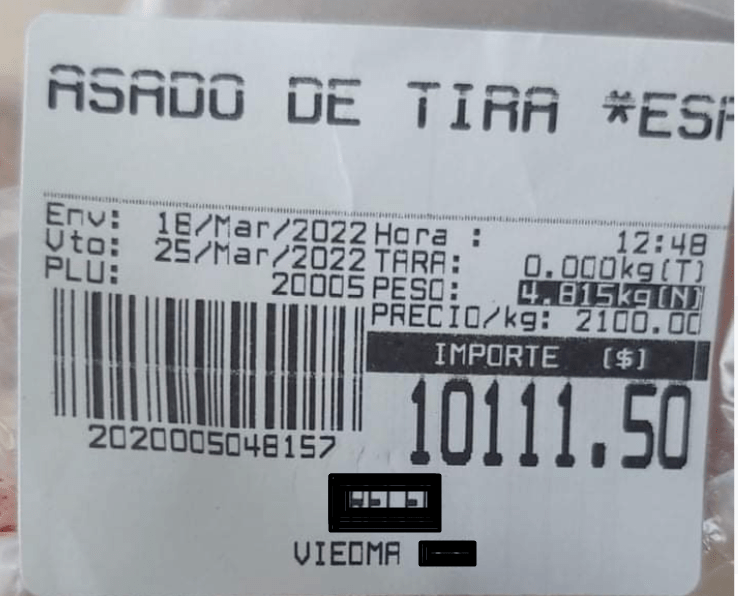 ASADO DE TIRA *ESP
Env: 18/Mar/2022 Hora : 12:48
Vto: 25/Mar/2022 TARA: 0.000kg(T)
PLU: 20005 PESO: 4.815kg(N)
PRECIO/kg: 2100.00
IMPORTE ($)
10111.50
2020005048157
VIEDMA